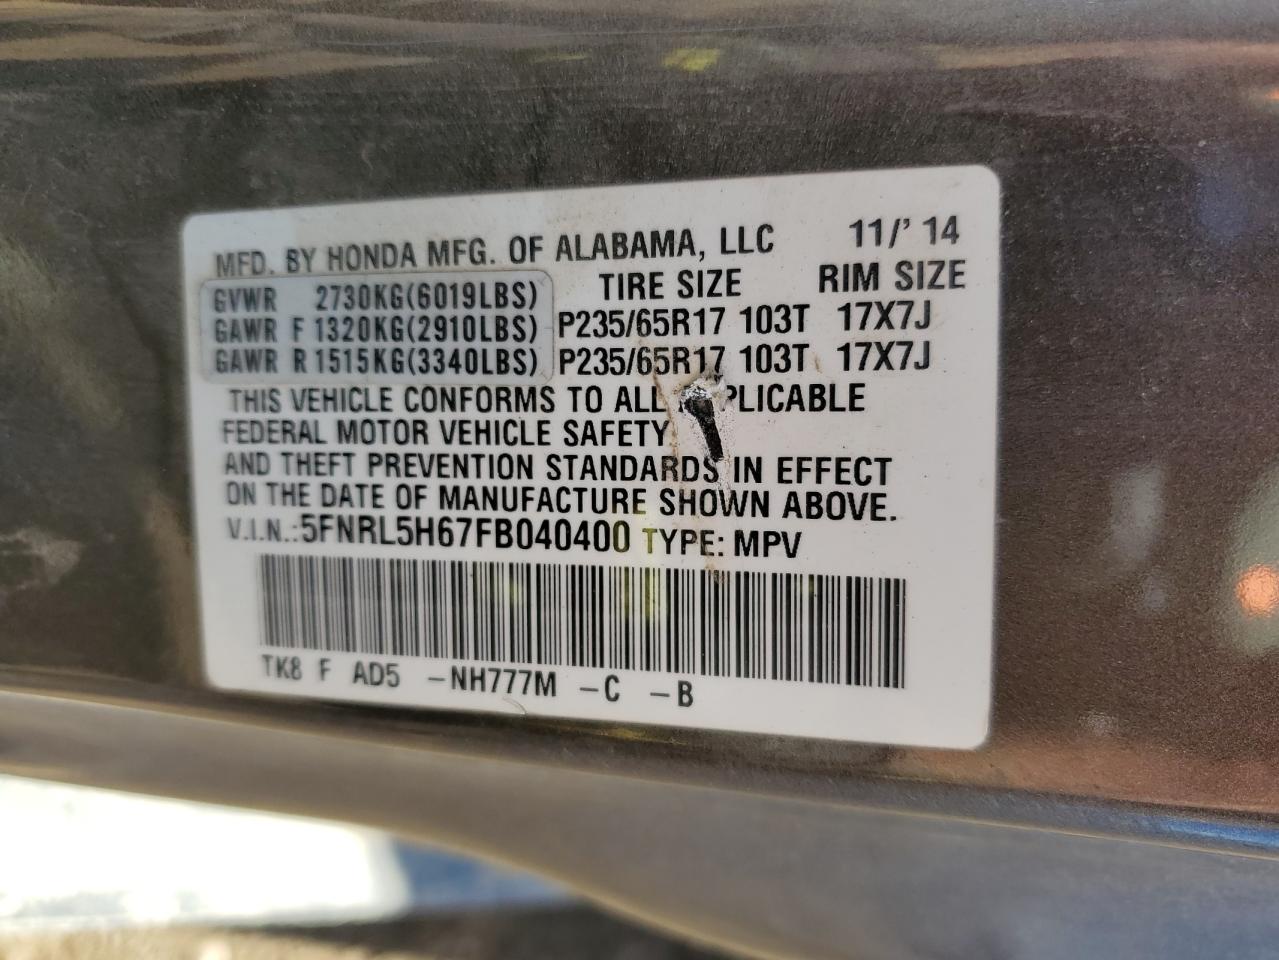 MFD. BY HONDA MFG. OF ALABAMA, LLC 11/' 14
GVWR 2730KG(6019LBS) TIRE SIZE RIM SIZE
GAWR F 1320KG(2910LBS) P235/65R17 103T 17X7J
GAWR R 1515KG(3340LBS) P235/65R17 103T 17X7J
THIS VEHICLE CONFORMS TO ALL
FEDERAL MOTOR VEHICLE SAFETY
AND THEFT PREVENTION STANDARDS IN EFFECT
ON THE DATE OF MANUFACTURE SHOWN ABOVE.
V.I.N.:5FNRL5H67FB040400 TYPE: MPV
TK8 F AD5 -NH777M -C -B